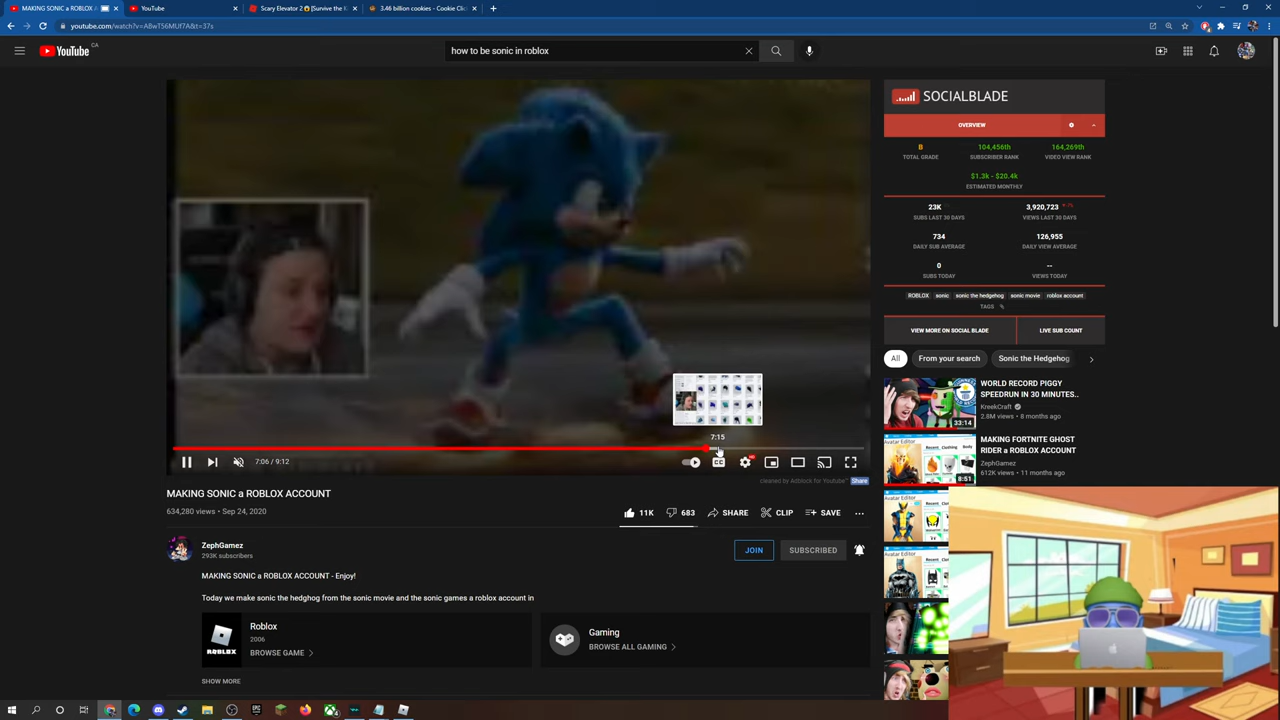 MAKING SONIC a ROBLOX A
YouTube
Scary Elevator 2 [Survive the K
3.46 billion cookies - Cookie Clic
youtube.com/watch?v=ABwT56MUf7A&t=37s
YouTube CA
how to be sonic in roblox
SOCIALBLADE
OVERVIEW
B
104,456th
164,269th
TOTAL GRADE
SUBSCRIBER RANK
VIDEO VIEW RANK
$1.3k - $20.4k
ESTIMATED MONTHLY
23K
3,920,723
SUBS LAST 30 DAYS
VIEWS LAST 30 DAYS
734
126,955
DAILY SUB AVERAGE
DAILY VIEW AVERAGE
0
--
SUBS TODAY
VIEWS TODAY
ROBLOX sonic sonic the hedgehog sonic movie roblox account
TAGS
VIEW MORE ON SOCIAL BLADE
LIVE SUB COUNT
All
From your search
Sonic the Hedgehog
WORLD RECORD PIGGY
SPEEDRUN IN 30 MINUTES..
KreekCraft
2.8M views • 8 months ago
33:14
MAKING FORTNITE GHOST
RIDER a ROBLOX ACCOUNT
ZephGamez
612K views • 11 months ago
8:51
7:15
7:06 / 9:12
cleaned by Adblock for Youtube™ Share
MAKING SONIC a ROBLOX ACCOUNT
634,280 views • Sep 24, 2020
11K
683
SHARE
CLIP
SAVE
ZephGamez
293K subscribers
JOIN
SUBSCRIBED
MAKING SONIC a ROBLOX ACCOUNT - Enjoy!
Today we make sonic the hedghog from the sonic movie and the sonic games a roblox account in
ROBLOX
Roblox
2006
BROWSE GAME
Gaming
BROWSE ALL GAMING
SHOW MORE